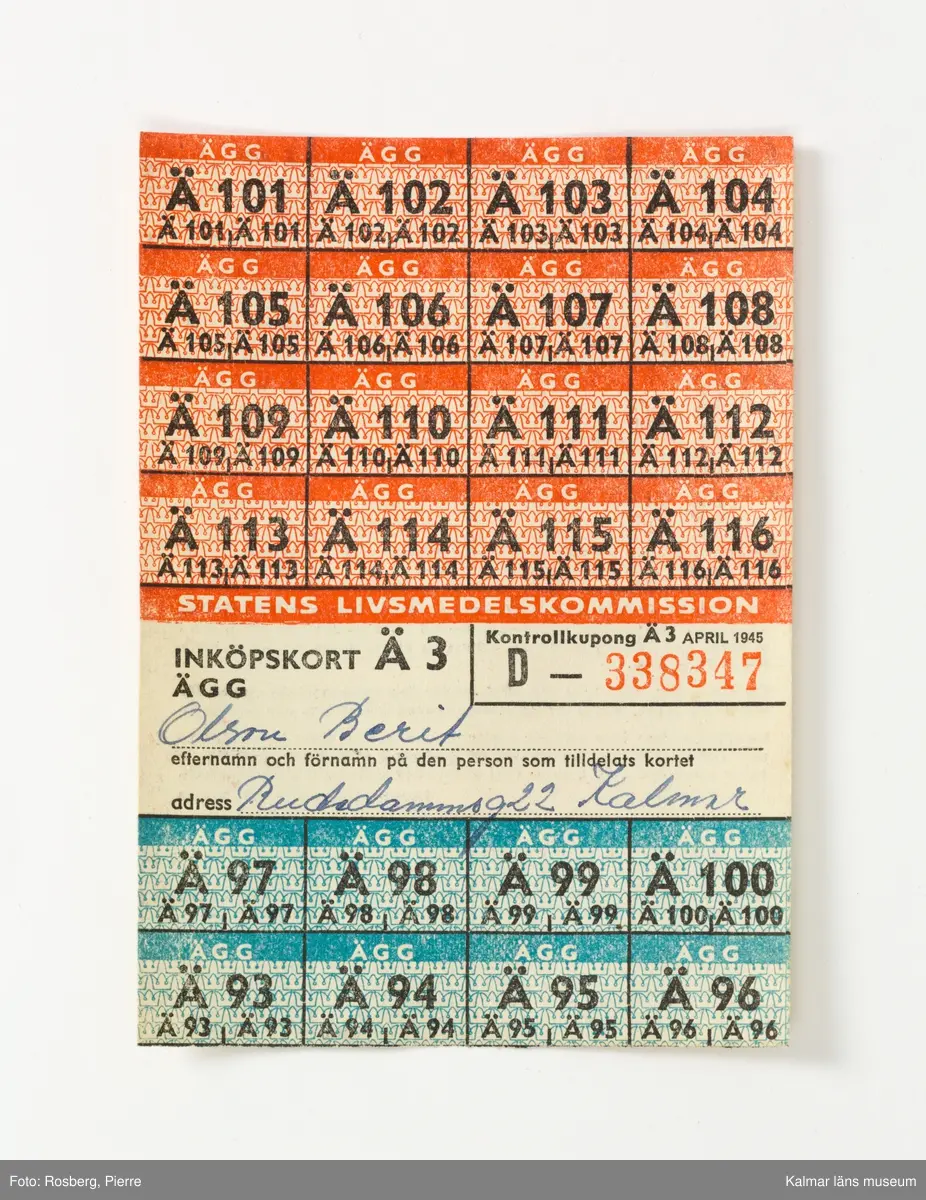 ÄGG ÄGG ÄGG ÄGG
Ä 101 Ä 102 Ä 103 Ä 104
Ä 101 Ä 101 Ä 102 Ä 102 Ä 103 Ä 103 Ä 104 Ä 104
ÄGG ÄGG ÄGG ÄGG
Ä 105 Ä 106 Ä 107 Ä 108
Ä 105 Ä 105 Ä 106 Ä 106 Ä 107 Ä 107 Ä 108 Ä 108
ÄGG ÄGG ÄGG ÄGG
Ä 109 Ä 110 Ä 111 Ä 112
Ä 109 Ä 109 Ä 110 Ä 110 Ä 111 Ä 111 Ä 112 Ä 112
ÄGG ÄGG ÄGG ÄGG
Ä 113 Ä 114 Ä 115 Ä 116
Ä 113 Ä 113 Ä 114 Ä 114 Ä 115 Ä 115 Ä 116 Ä 116
STATENS LIVSMEDELSKOMMISSION
INKÖPSKORT Ä 3
ÄGG
Kontrollkupong Ä 3 APRIL 1945
D — 338347
Olson Berit
efternamn och förnamn på den person som tilldelats kortet
adress 22 Kalmar
ÄGG ÄGG ÄGG ÄGG
Ä 97 Ä 98 Ä 99 Ä 100
Ä 97 Ä 97 Ä 98 Ä 98 Ä 99 Ä 99 Ä 100 Ä 100
ÄGG ÄGG ÄGG ÄGG
Ä 93 Ä 94 Ä 95 Ä 96
Ä 93 Ä 93 Ä 94 Ä 94 Ä 95 Ä 95 Ä 96 Ä 96
Foto: Rosberg, Pierre
Kalmar läns museum